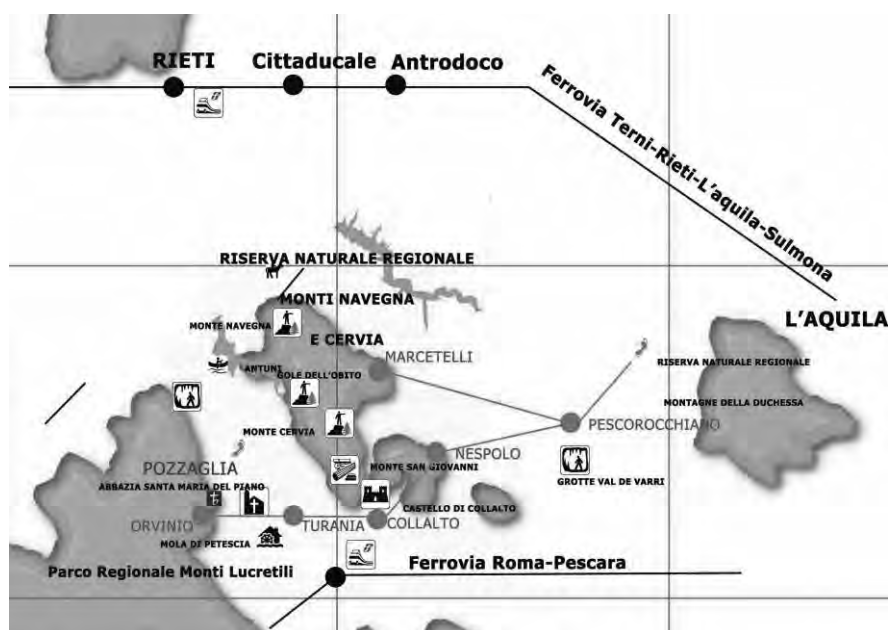 RIETI
Cittaducale
Antrodoco
Ferrovia Terni-Rieti-L'aquila-Sulmona
RISERVA NATURALE REGIONALE
MONTI NAVEGNA
E CERVIA
L'AQUILA
MONTE NAVEGNA
MARCETELLI
RISERVA NATURALE REGIONALE
ANTUNI
GOLE DELL'OBITO
MONTAGNE DELLA DUCHESSA
PESCOROCCHIANO
MONTE CERVIA
NESPOLO
POZZAGLIA
MONTE SAN GIOVANNI
GROTTE VAL DE VARRI
ABBAZIA SANTA MARIA DEL PIANO
CASTELLO DI COLLALTO
ORVINIO
TURANIA
COLLALTO
MOLA DI PETESCIA
Ferrovia Roma-Pescara
Parco Regionale Monti Lucretili